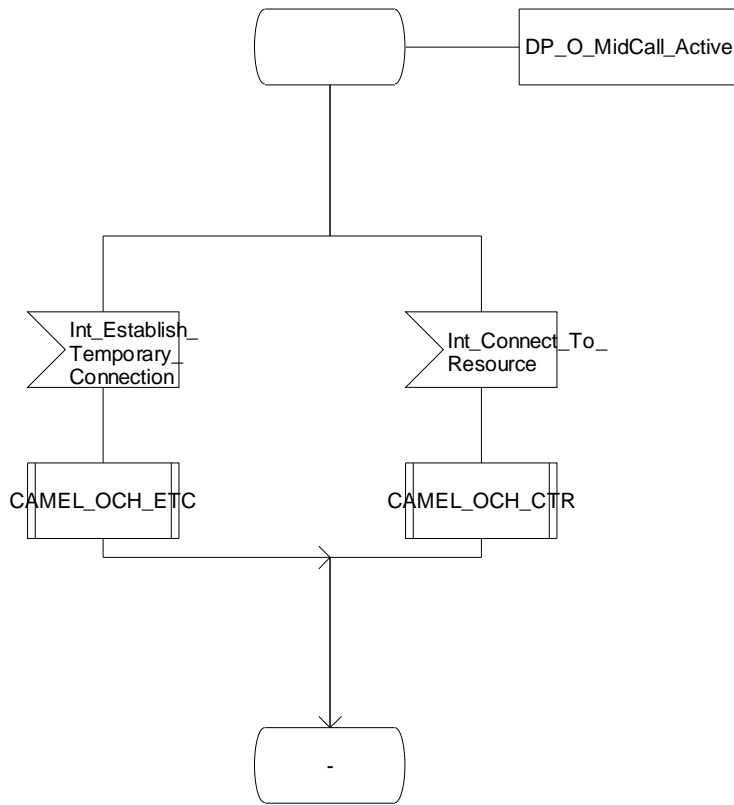 DP_O_MidCall_Active
Int_Establish_
Temporary_
Connection
Int_Connect_To_
Resource
CAMEL_OCH_ETC
CAMEL_OCH_CTR
-